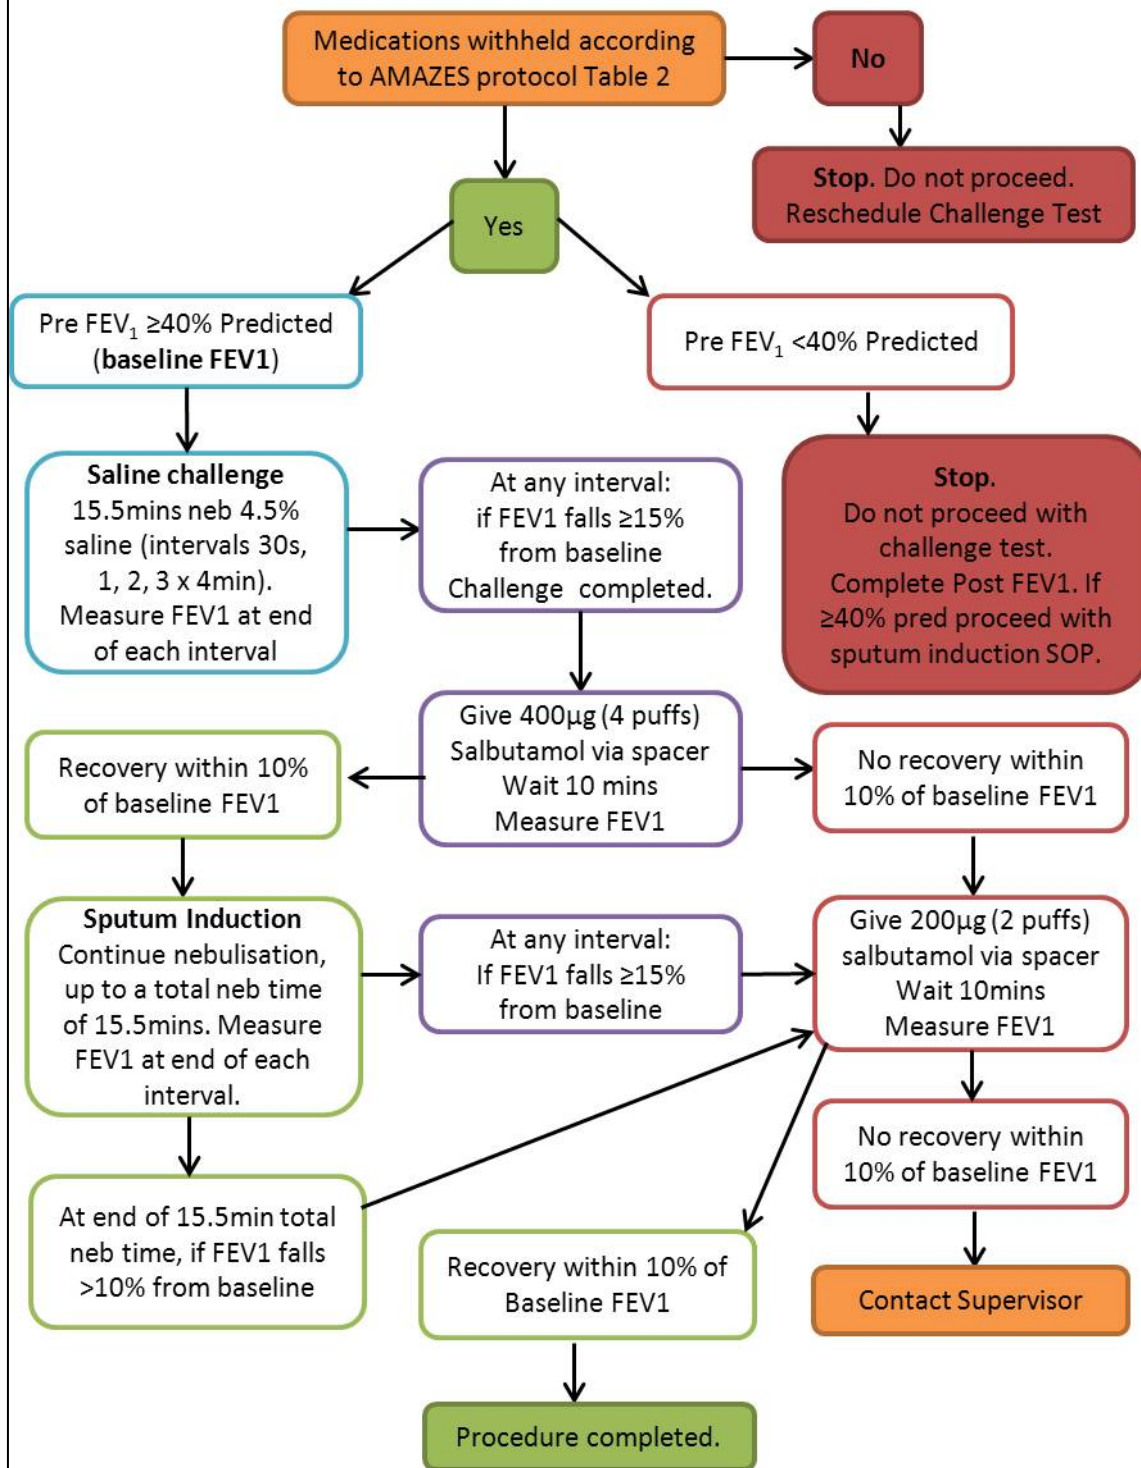 Medications withheld according
to AMAZES protocol Table 2
No
Stop. Do not proceed.
Reschedule Challenge Test
Yes
Pre FEV₁ ≥40% Predicted
(baseline FEV1)
Pre FEV₁ <40% Predicted
Saline challenge
15.5mins neb 4.5%
saline (intervals 30s,
1, 2, 3 x 4min).
Measure FEV1 at end
of each interval
At any interval:
if FEV1 falls ≥15%
from baseline
Challenge completed.
Stop.
Do not proceed with
challenge test.
Complete Post FEV1. If
≥40% pred proceed with
sputum induction SOP.
Give 400µg (4 puffs)
Salbutamol via spacer
Wait 10 mins
Measure FEV1
Recovery within 10%
of baseline FEV1
No recovery within
10% of baseline FEV1
Sputum Induction
Continue nebulisation,
up to a total neb time
of 15.5mins. Measure
FEV1 at end of each
interval.
At any interval:
If FEV1 falls ≥15%
from baseline
Give 200µg (2 puffs)
salbutamol via spacer
Wait 10mins
Measure FEV1
No recovery within
10% of baseline FEV1
At end of 15.5min total
neb time, if FEV1 falls
>10% from baseline
Recovery within 10% of
Baseline FEV1
Contact Supervisor
Procedure completed.